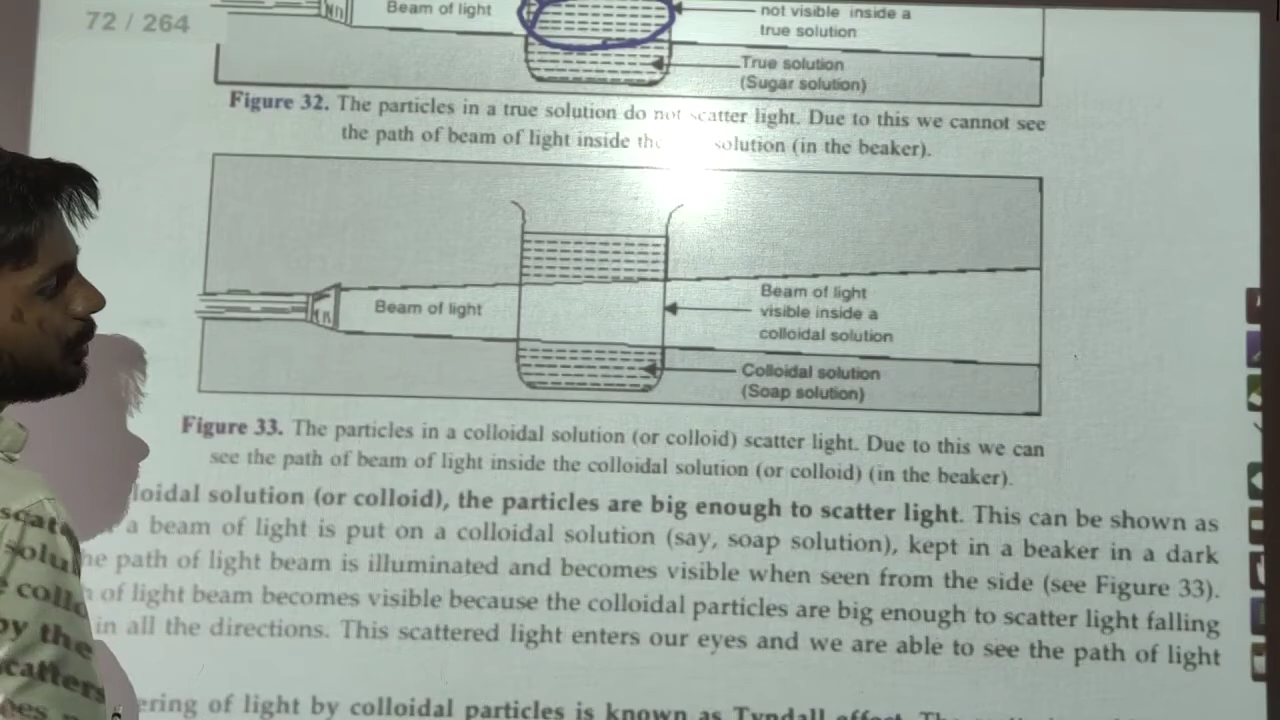 72 / 264
Beam of light
not visible inside a
true solution
True solution
(Sugar solution)
Figure 32. The particles in a true solution do not scatter light. Due to this we cannot see
the path of beam of light inside the solution (in the beaker).
Beam of light
Beam of light
visible inside a
colloidal solution
Colloidal solution
(Soap solution)
Figure 33. The particles in a colloidal solution (or colloid) scatter light. Due to this we can
see the path of beam of light inside the colloidal solution (or colloid) (in the beaker).
loidal solution (or colloid), the particles are big enough to scatter light. This can be shown as
a beam of light is put on a colloidal solution (say, soap solution), kept in a beaker in a dark
he path of light beam is illuminated and becomes visible when seen from the side (see Figure 33).
of light beam becomes visible because the colloidal particles are big enough to scatter light falling
by the in all the directions. This scattered light enters our eyes and we are able to see the path of light
scatters
ering of light by colloidal particles is known as Tyndall effect.